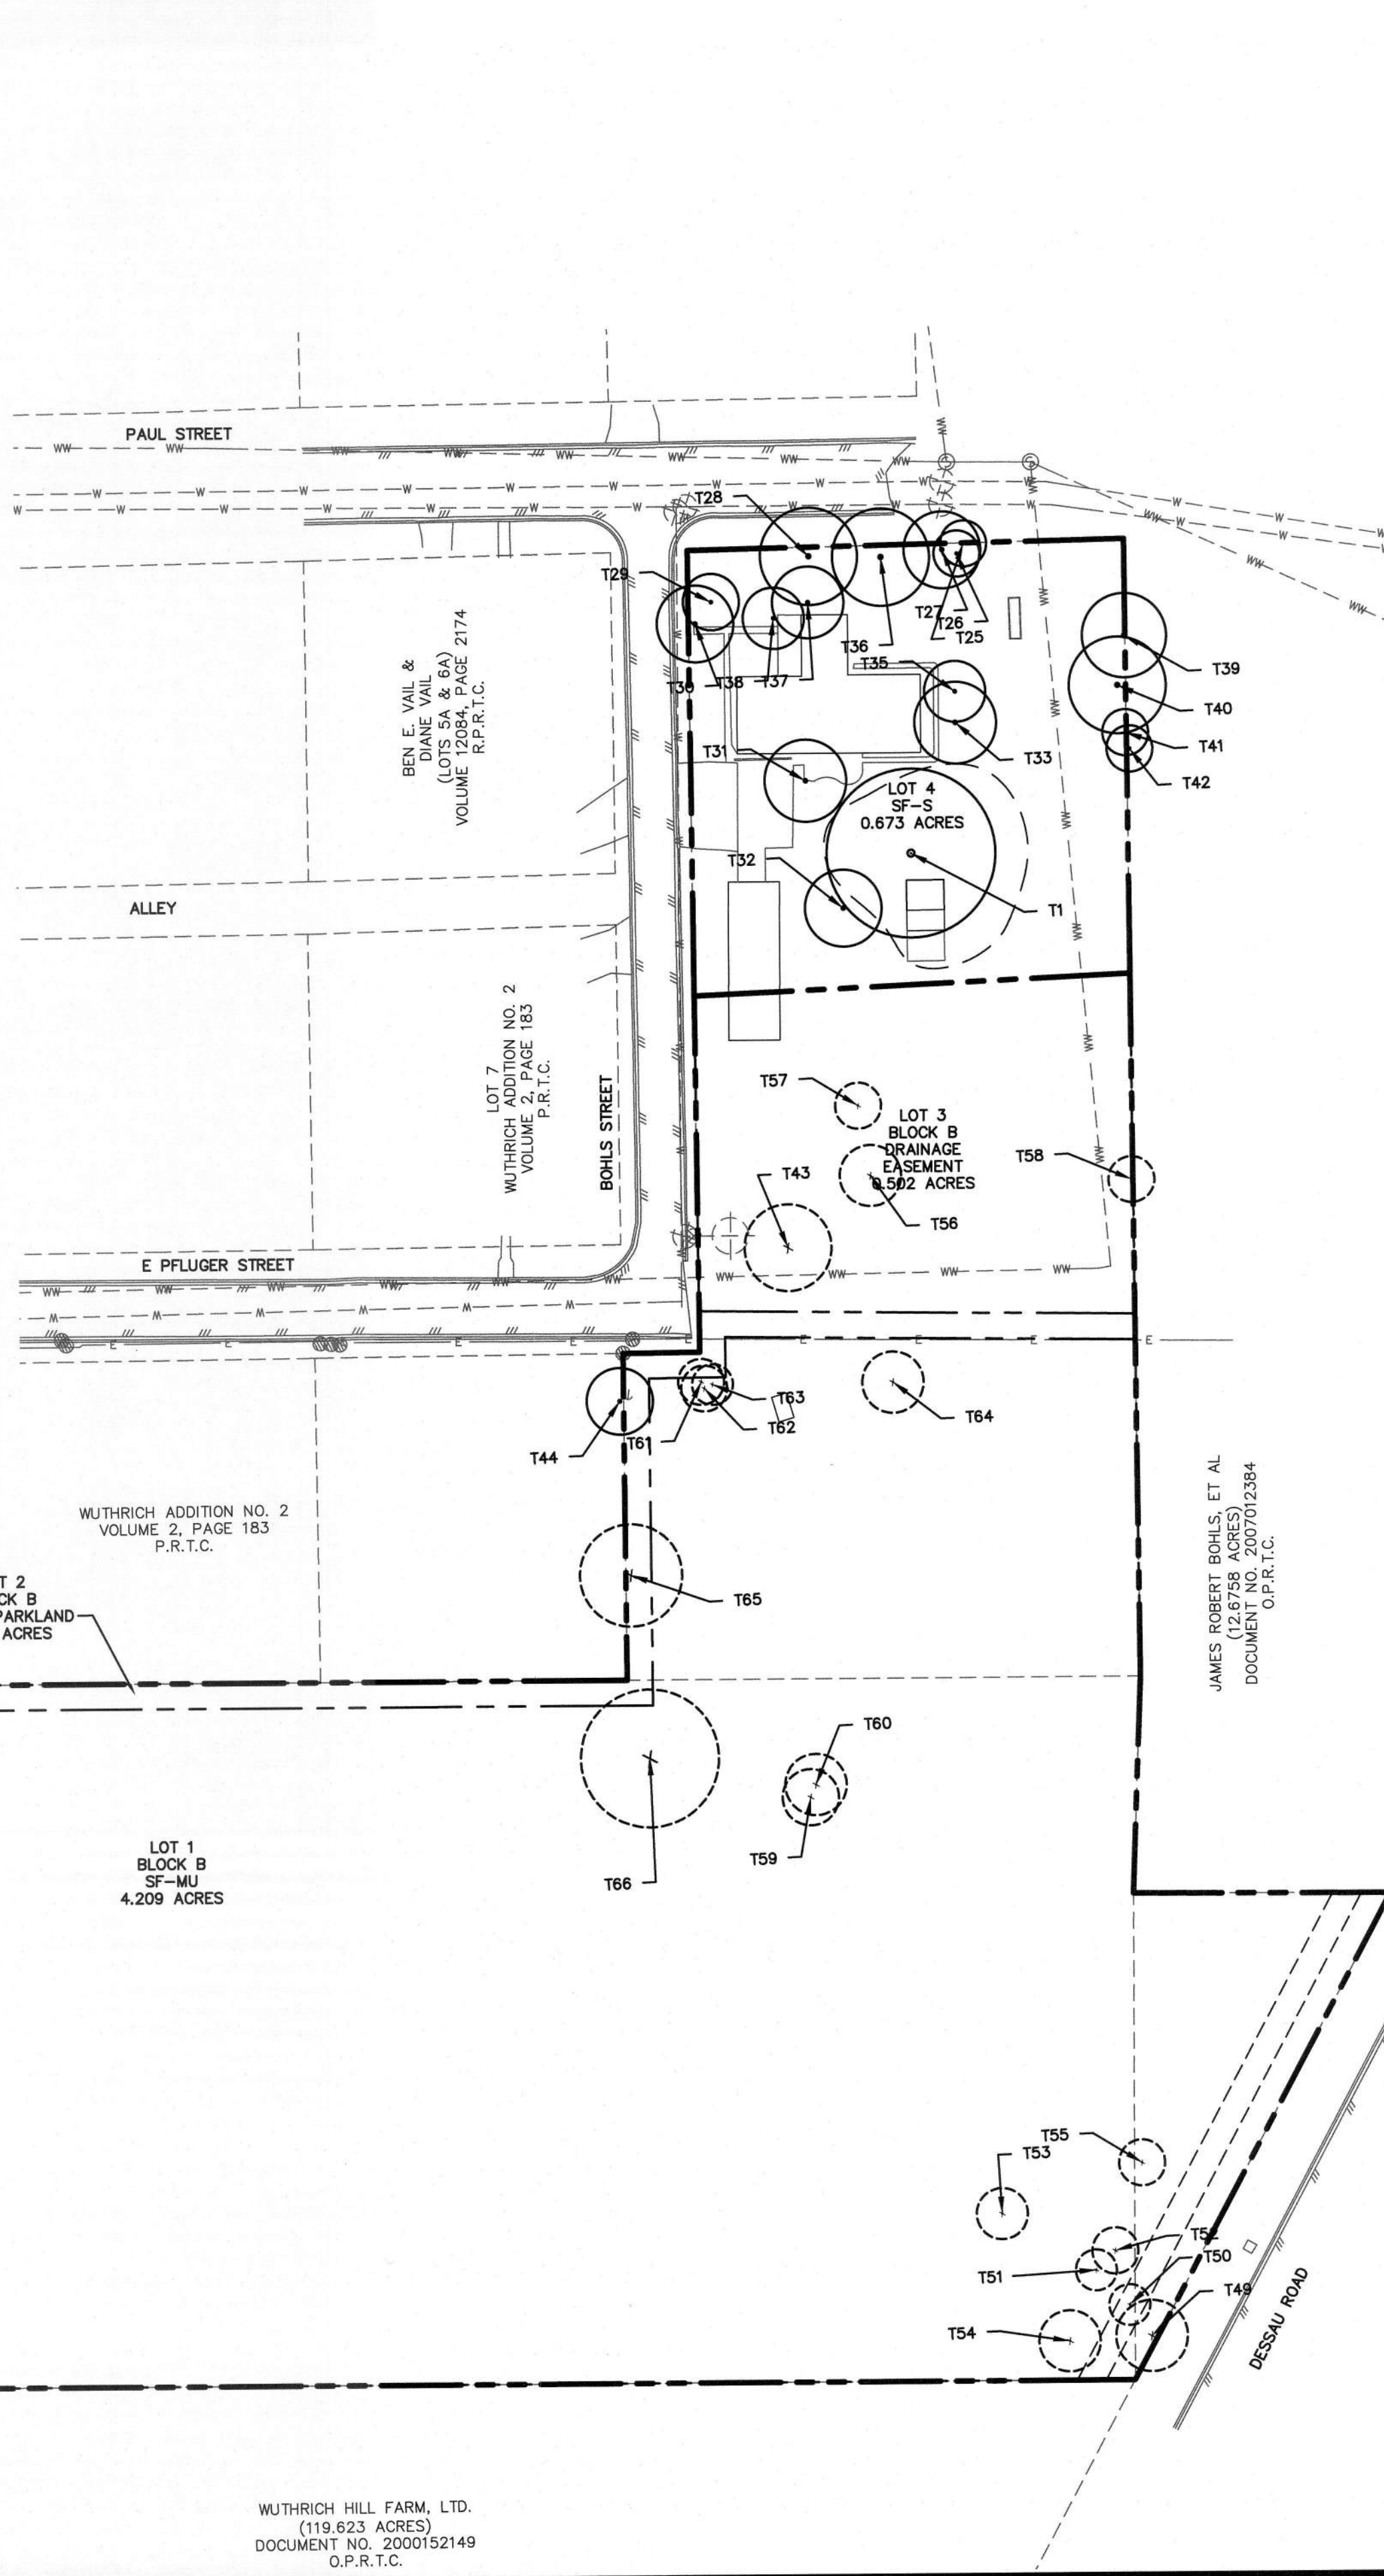 PAUL STREET
T28
T29
T27
T26
T25
T36
T35
T30
T38
T37
T39
T40
T41
T42
T31
T33
BEN E. VAIL &
DIANE VAIL
(LOTS 5A & 6A)
VOLUME 12084, PAGE 2174
R.P.R.T.C.
LOT 4
SF-S
0.673 ACRES
T32
T1
ALLEY
LOT 7
WUTHRICH ADDITION NO. 2
VOLUME 2, PAGE 183
P.R.T.C.
BOHLS STREET
T57
LOT 3
BLOCK B
DRAINAGE
EASEMENT
0.502 ACRES
T58
T43
T56
E PFLUGER STREET
T63
T62
T61
T64
T44
WUTHRICH ADDITION NO. 2
VOLUME 2, PAGE 183
P.R.T.C.
JAMES ROBERT BOHLS, ET AL
(12.6758 ACRES)
DOCUMENT NO. 2007012384
O.P.R.T.C.
T 2
CK B
PARKLAND
ACRES
T65
T60
T59
T66
LOT 1
BLOCK B
SF-MU
4.209 ACRES
T55
T53
T52
T51
T50
T49
T54
DESSAU ROAD
WUTHRICH HILL FARM, LTD.
(119.623 ACRES)
DOCUMENT NO. 2000152149
O.P.R.T.C.